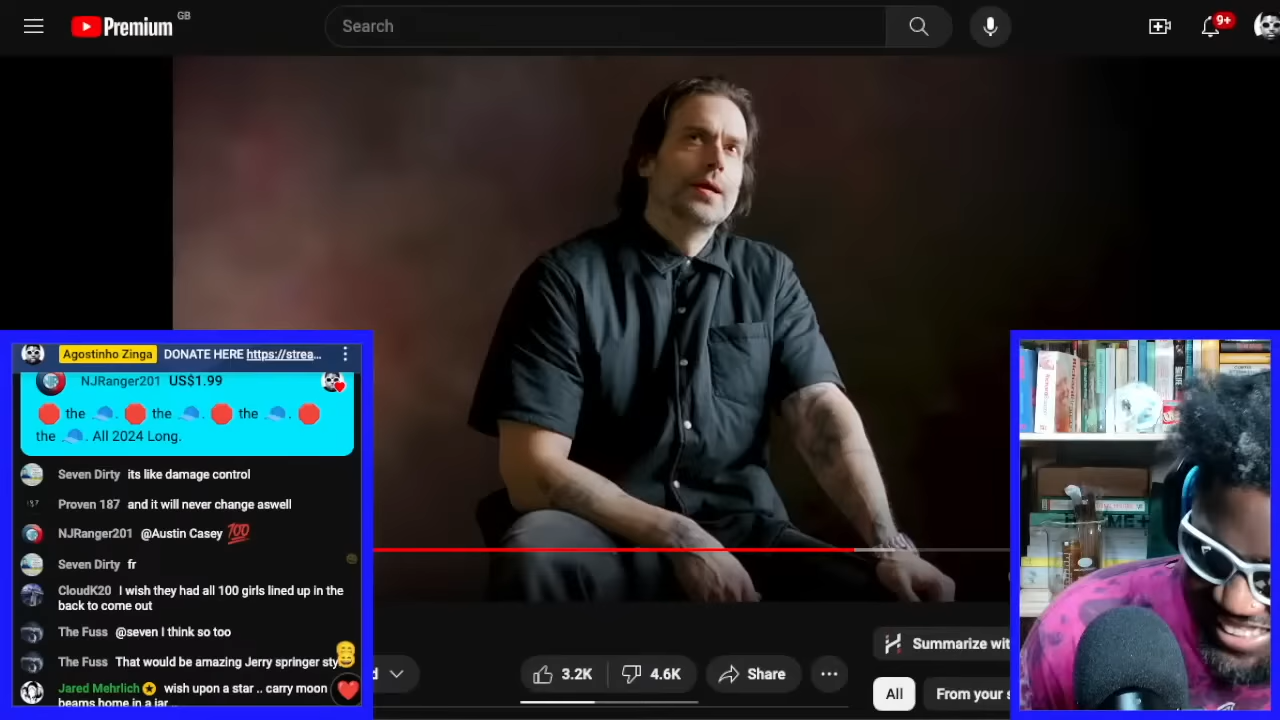 Premium
GB
Search
9+
Agostinho Zinga DONATE HERE https://strea...
NJRanger201 US$1.99
the . the . the .
the . All 2024 Long.
Seven Dirty its like damage control
Proven 187 and it will never change aswell
NJRanger201 @Austin Casey 100
Seven Dirty fr
CloudK20 I wish they had all 100 girls lined up in the
back to come out
The Fuss @seven I think so too
The Fuss That would be amazing Jerry springer sty
Jared Mehrlich wish upon a star .. carry moon
beams home in a jar
d
3.2K
4.6K
Share
Summarize wit
All
From your s